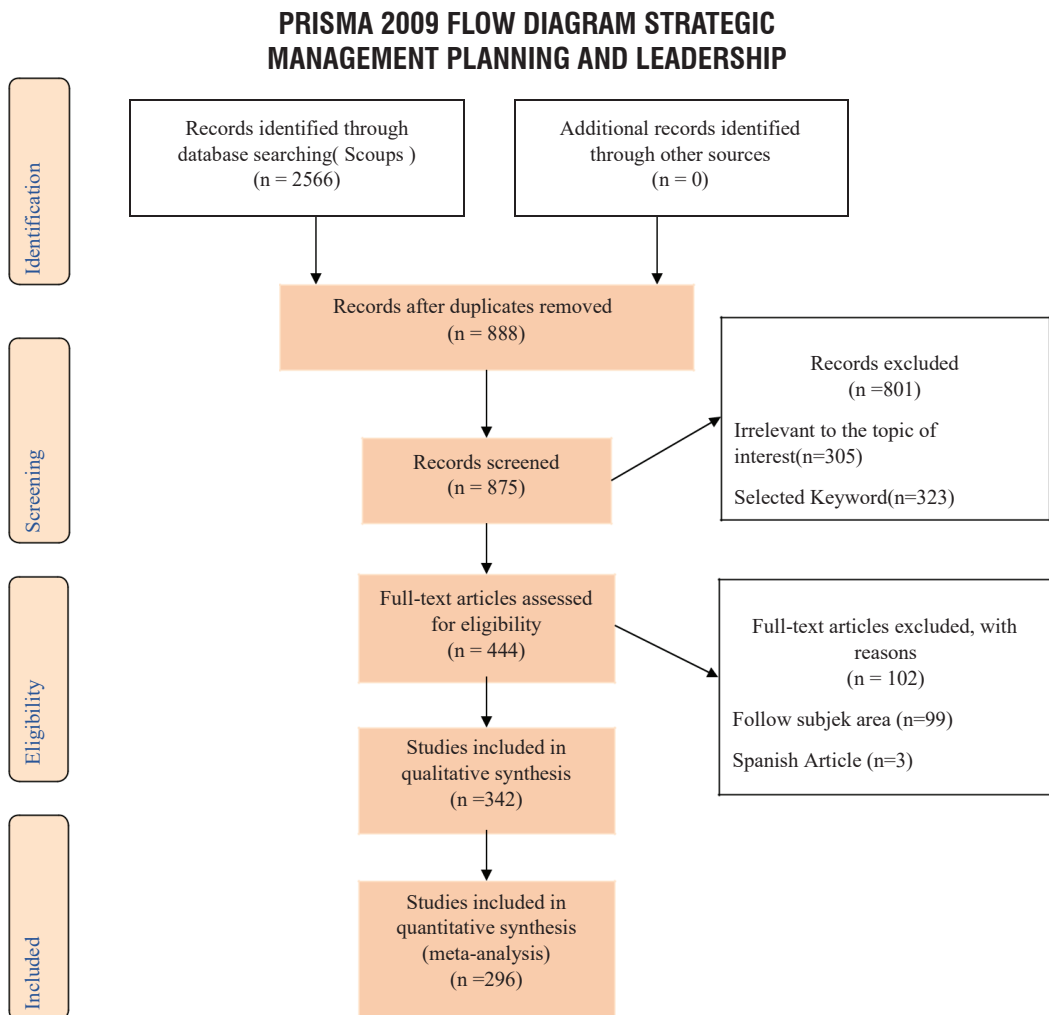 PRISMA 2009 FLOW DIAGRAM STRATEGIC
MANAGEMENT PLANNING AND LEADERSHIP
Identification
Records identified through
database searching( Scoups )
(n = 2566)
Additional records identified
through other sources
(n = 0)
Records after duplicates removed
(n = 888)
Screening
Records screened
(n = 875)
Records excluded
(n =801)
Irrelevant to the topic of
interest(n=305)
Selected Keyword(n=323)
Eligibility
Full-text articles assessed
for eligibility
(n = 444)
Full-text articles excluded, with
reasons
(n = 102)
Follow subjek area (n=99)
Spanish Article (n=3)
Studies included in
qualitative synthesis
(n =342)
Included
Studies included in
quantitative synthesis
(meta-analysis)
(n =296)